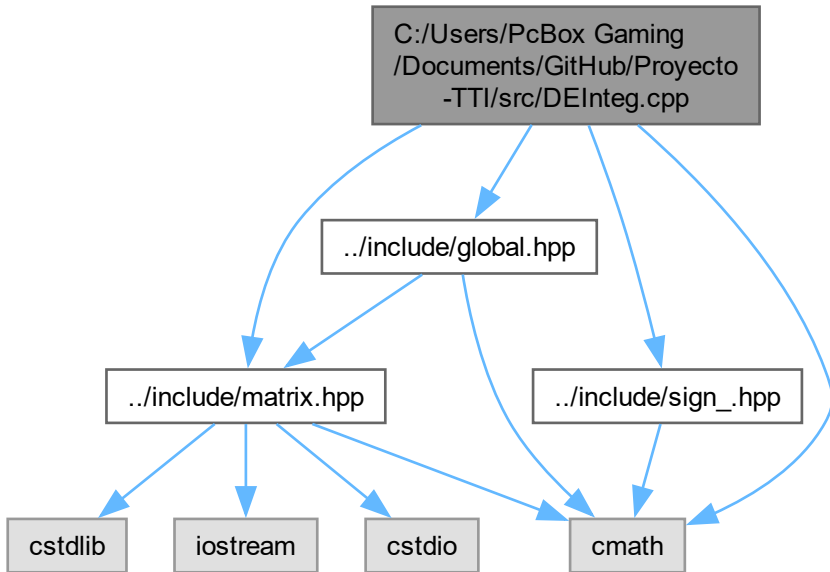 C:/Users/PcBox Gaming
/Documents/GitHub/Proyecto
-TTI/src/DEInteg.cpp
../include/global.hpp
../include/matrix.hpp
../include/sign_.hpp
cstdlib
iostream
cstdio
cmath